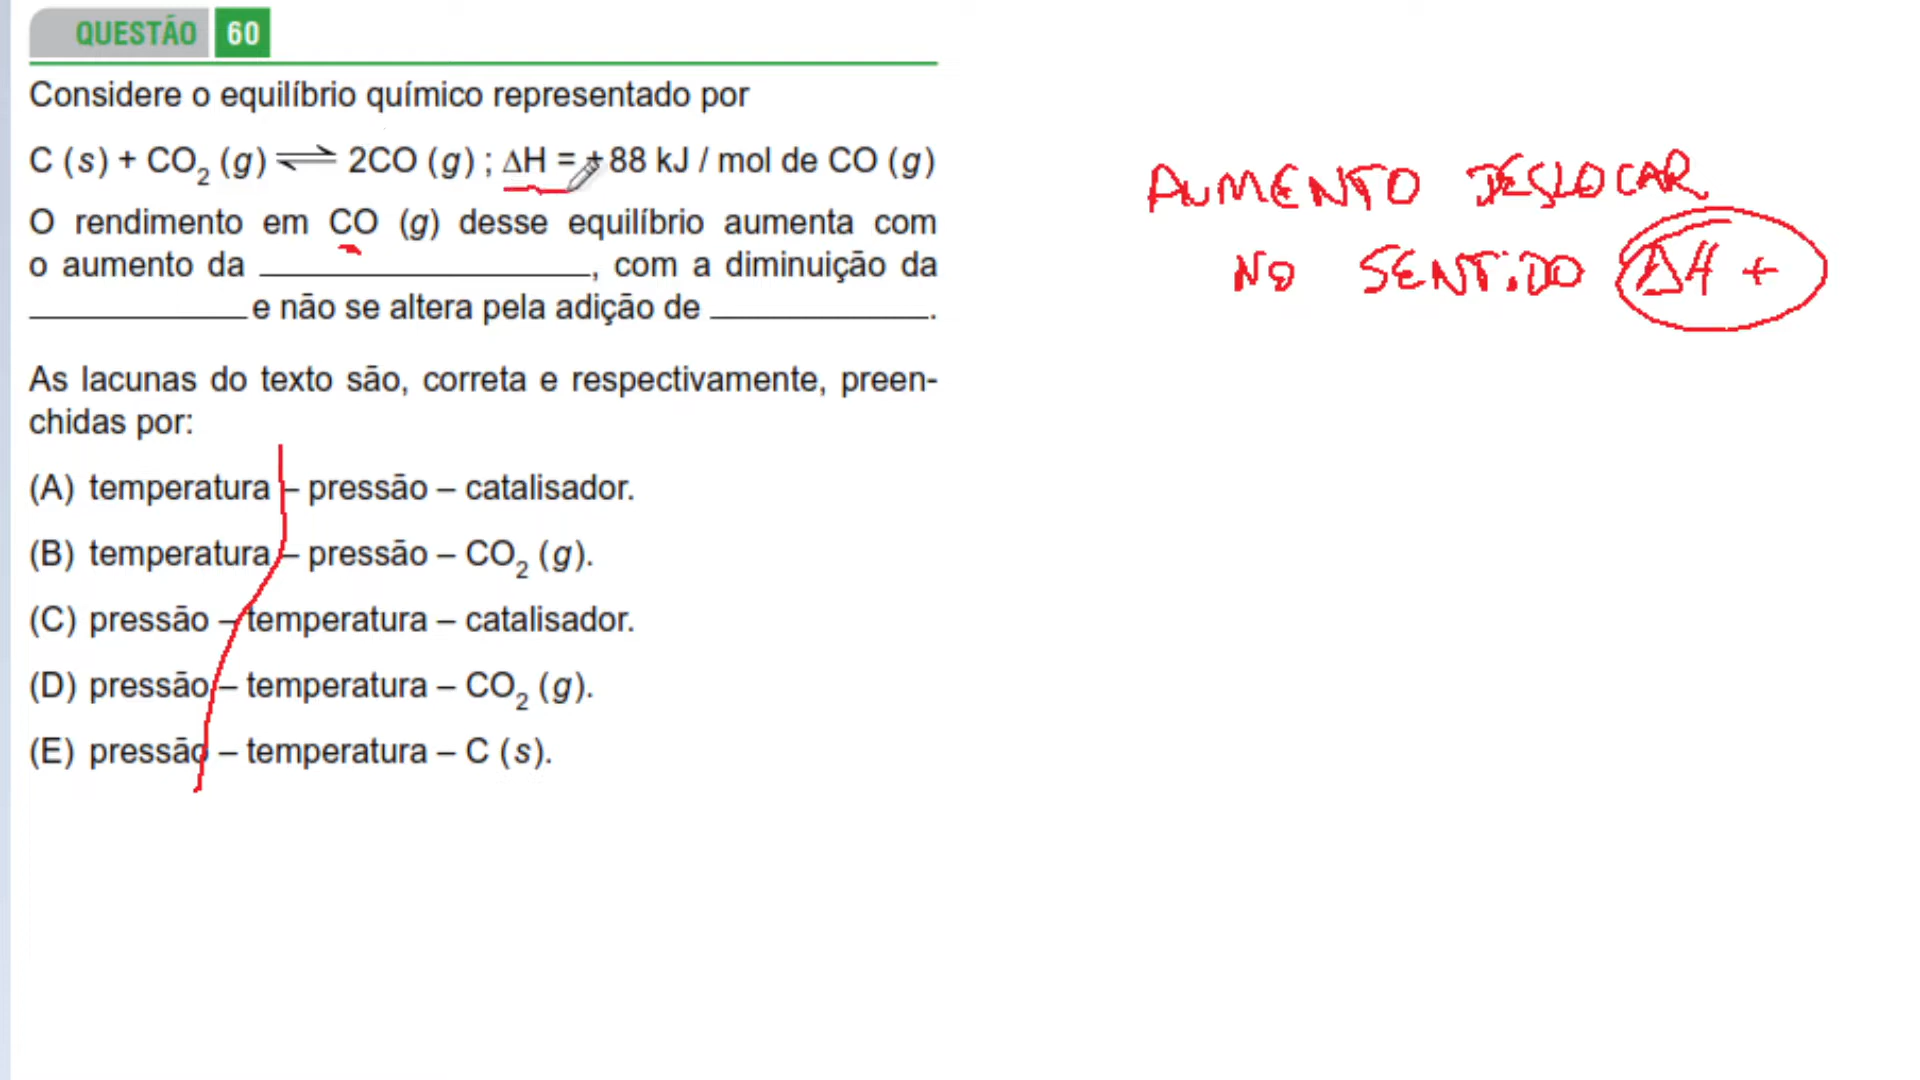 QUESTÃO 60
Considere o equilíbrio químico representado por
C (s) + CO₂ (g) ⇌ 2CO (g) ; ΔH = +88 kJ / mol de CO (g)
O rendimento em CO (g) desse equilíbrio aumenta com
o aumento da ____________________, com a diminuição da
_____________ e não se altera pela adição de _____________.
As lacunas do texto são, correta e respectivamente, preen-
chidas por:
(A) temperatura – pressão – catalisador.
(B) temperatura – pressão – CO₂ (g).
(C) pressão – temperatura – catalisador.
(D) pressão – temperatura – CO₂ (g).
(E) pressão – temperatura – C (s).
AUMENTO DESLOCAR
NO SENTIDO ΔH +